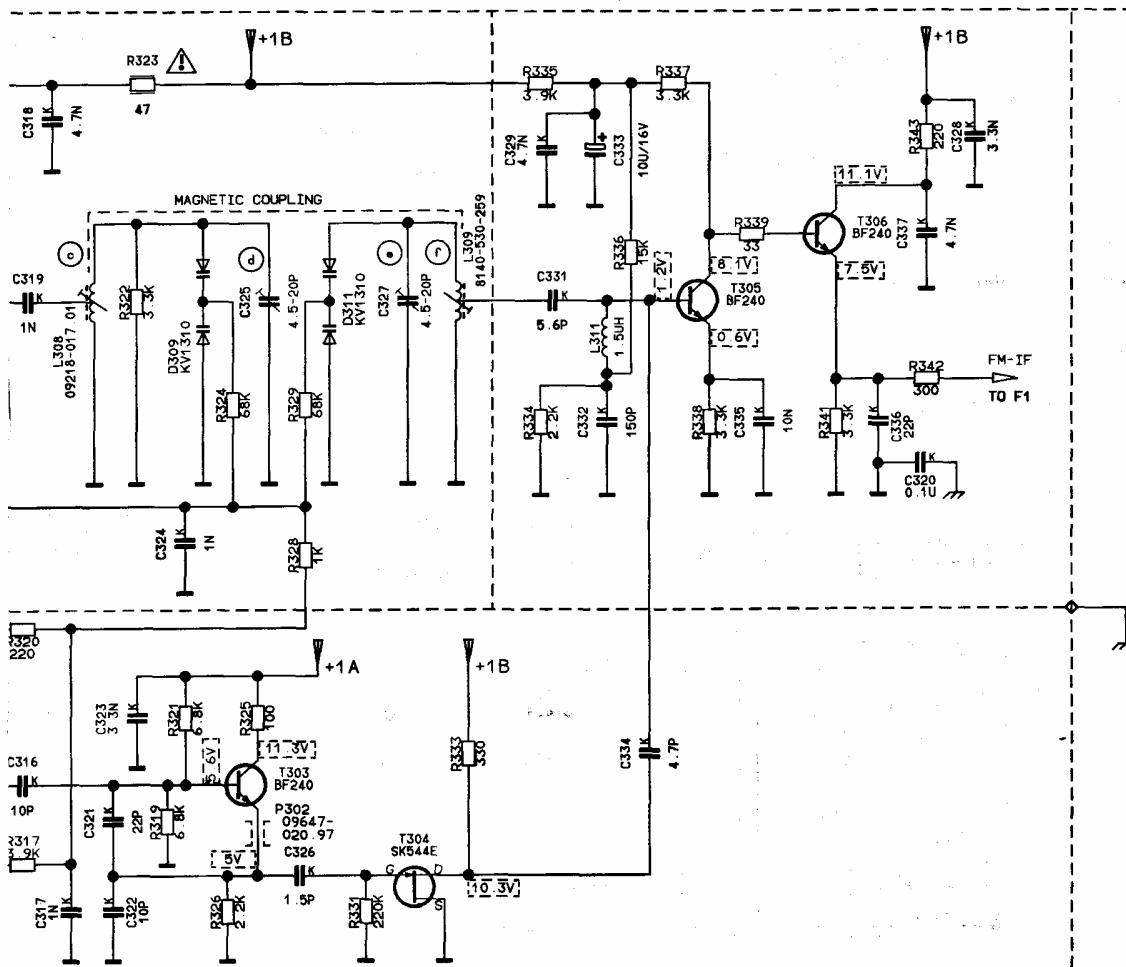 +1B
+1B
R323
47
C318
K
4.7N
R335
3.9K
R337
3.3K
C329
K
4.7N
+
C333
10U/16V
R343
220
C328
K
3.3N
MAGNETIC COUPLING
L309
8140-530-259
11.1V
T306
BF240
C337
K
4.7N
7.5V
R339
33
R336
15K
1.2V
8.1V
T305
BF240
0.6V
c
d
e
f
C319
K
1N
L308
09218-017.01
R322
3.3K
D309
KV1310
C325
4.5-20P
D311
KV1310
C327
4.5-20P
C331
K
5.6P
L311
1.5UH
R324
68K
R329
68K
R334
2.2K
C332
K
150P
R338
3.3K
C335
K
10N
R341
3.3K
C336
K
22P
R342
300
FM-IF
TO F1
C320
K
0.1U
C324
K
1N
R328
1K
R320
220
+1A
+1B
C323
K
3.3N
R321
6.8K
R325
100
11.3V
5.6V
T303
BF240
R333
330
C334
K
4.7P
C316
K
10P
C321
K
22P
R319
6.8K
P302
09647-
020.97
R317
3.9K
5V
C326
K
1.5P
T304
SK544E
G
D
S
10.3V
C317
K
1N
C322
K
10P
R326
2.2K
R331
220K